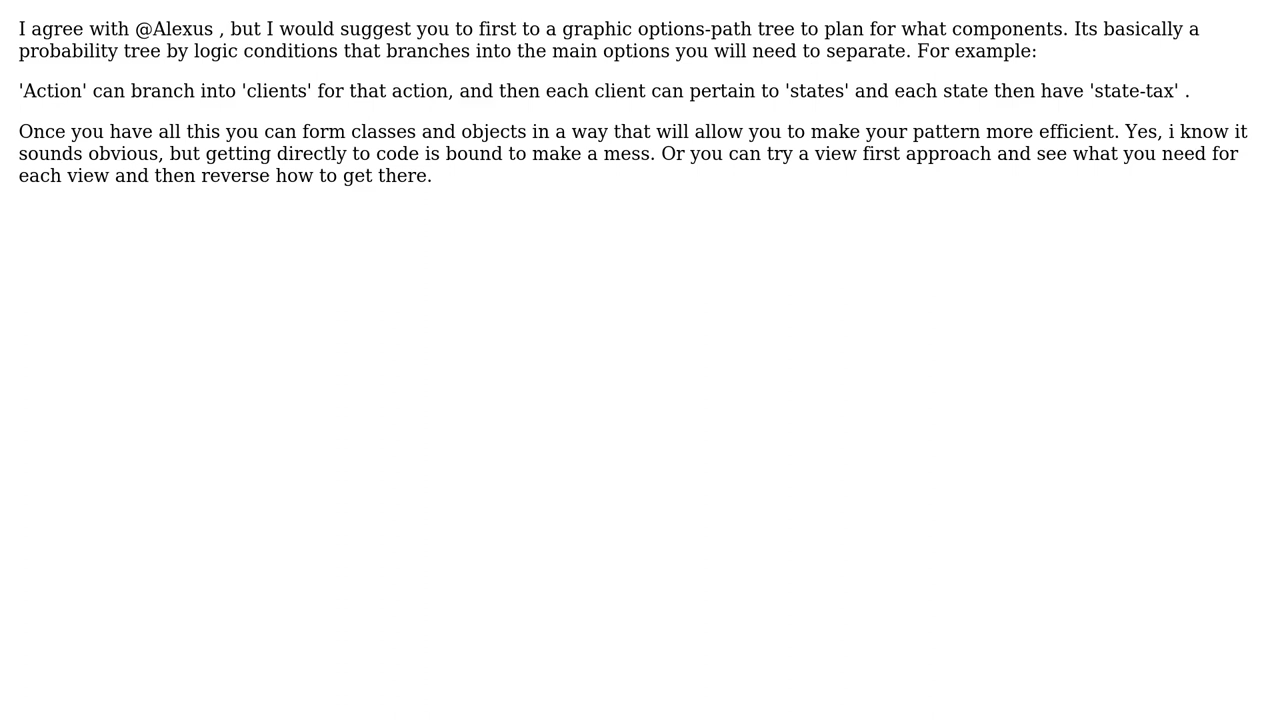 I agree with @Alexus , but I would suggest you to first to a graphic options-path tree to plan for what components. Its basically a
probability tree by logic conditions that branches into the main options you will need to separate. For example:
'Action' can branch into 'clients' for that action, and then each client can pertain to 'states' and each state then have 'state-tax' .
Once you have all this you can form classes and objects in a way that will allow you to make your pattern more efficient. Yes, i know it
sounds obvious, but getting directly to code is bound to make a mess. Or you can try a view first approach and see what you need for
each view and then reverse how to get there.